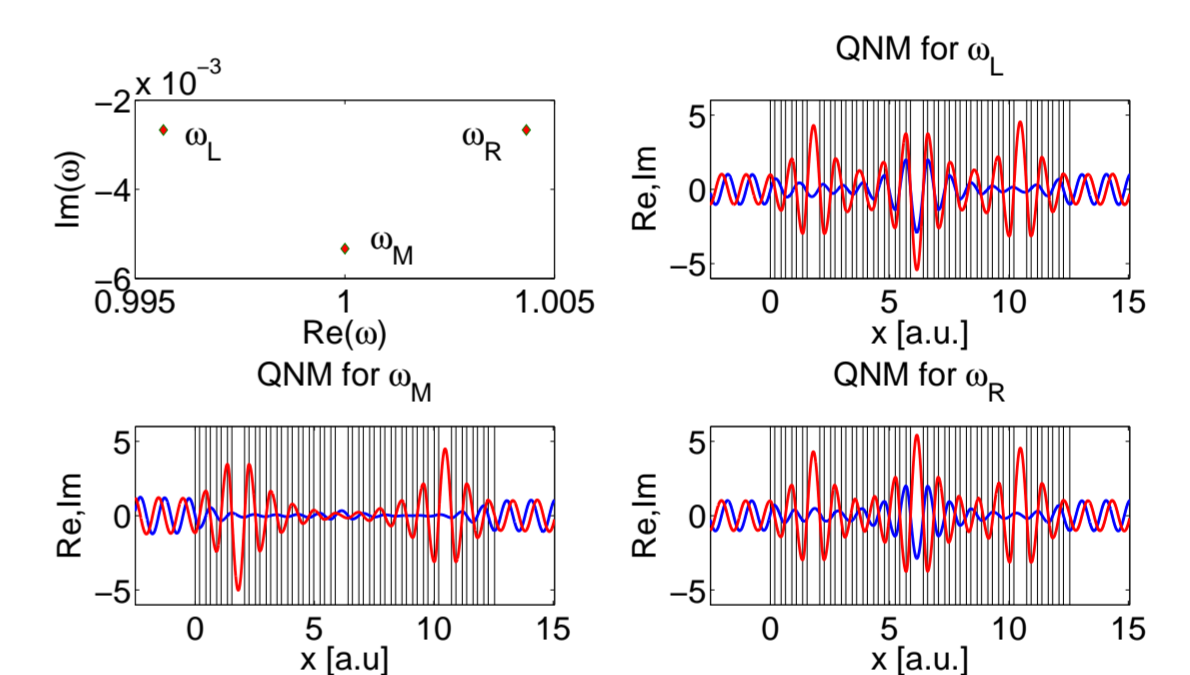 x 10⁻³
−2
−4
−6
Im(ω)
ω_L
ω_R
ω_M
0.995
1
1.005
Re(ω)
QNM for ω_L
5
0
−5
Re,Im
0
5
10
15
x [a.u.]
QNM for ω_M
5
0
−5
Re,Im
0
5
10
15
x [a.u]
QNM for ω_R
5
0
−5
Re,Im
0
5
10
15
x [a.u.]